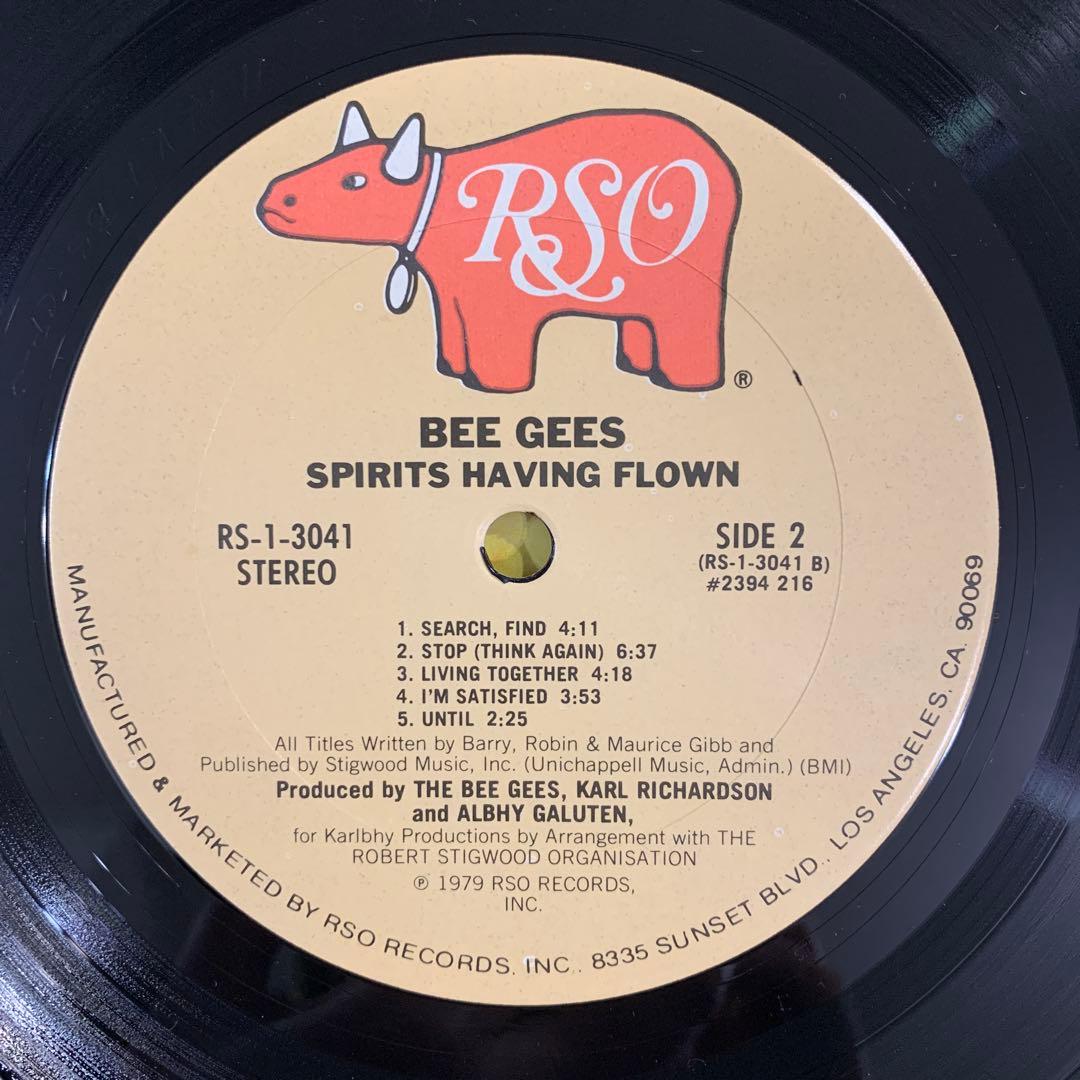 RSO
®
BEE GEES
SPIRITS HAVING FLOWN
RS-1-3041
STEREO
SIDE 2
(RS-1-3041 B)
#2394 216
1. SEARCH, FIND 4:11
2. STOP (THINK AGAIN) 6:37
3. LIVING TOGETHER 4:18
4. I'M SATISFIED 3:53
5. UNTIL 2:25
All Titles Written by Barry, Robin & Maurice Gibb and
Published by Stigwood Music, Inc. (Unichappell Music, Admin.) (BMI)
Produced by THE BEE GEES, KARL RICHARDSON
and ALBHY GALUTEN,
for Karlbhy Productions by Arrangement with THE
ROBERT STIGWOOD ORGANISATION
℗ 1979 RSO RECORDS,
INC.
MANUFACTURED & MARKETED BY RSO RECORDS, INC., 8335 SUNSET BLVD., LOS ANGELES, CA. 90069